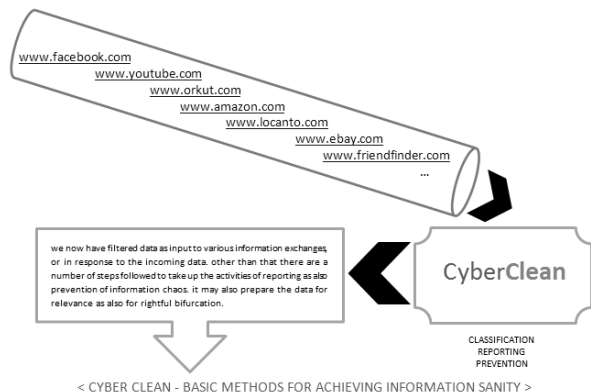 www.facebook.com
www.youtube.com
www.orkut.com
www.amazon.com
www.locanto.com
www.ebay.com
www.friendfinder.com
...
CyberClean
CLASSIFICATION
REPORTING
PREVENTION
we now have filtered data as input to various information exchanges,
or in response to the incoming data. other than that there are a
number of steps followed to take up the activities of reporting as also
prevention of information chaos. it may also prepare the data for
relevance as also for rightful bifurcation.
< CYBER CLEAN - BASIC METHODS FOR ACHIEVING INFORMATION SANITY >